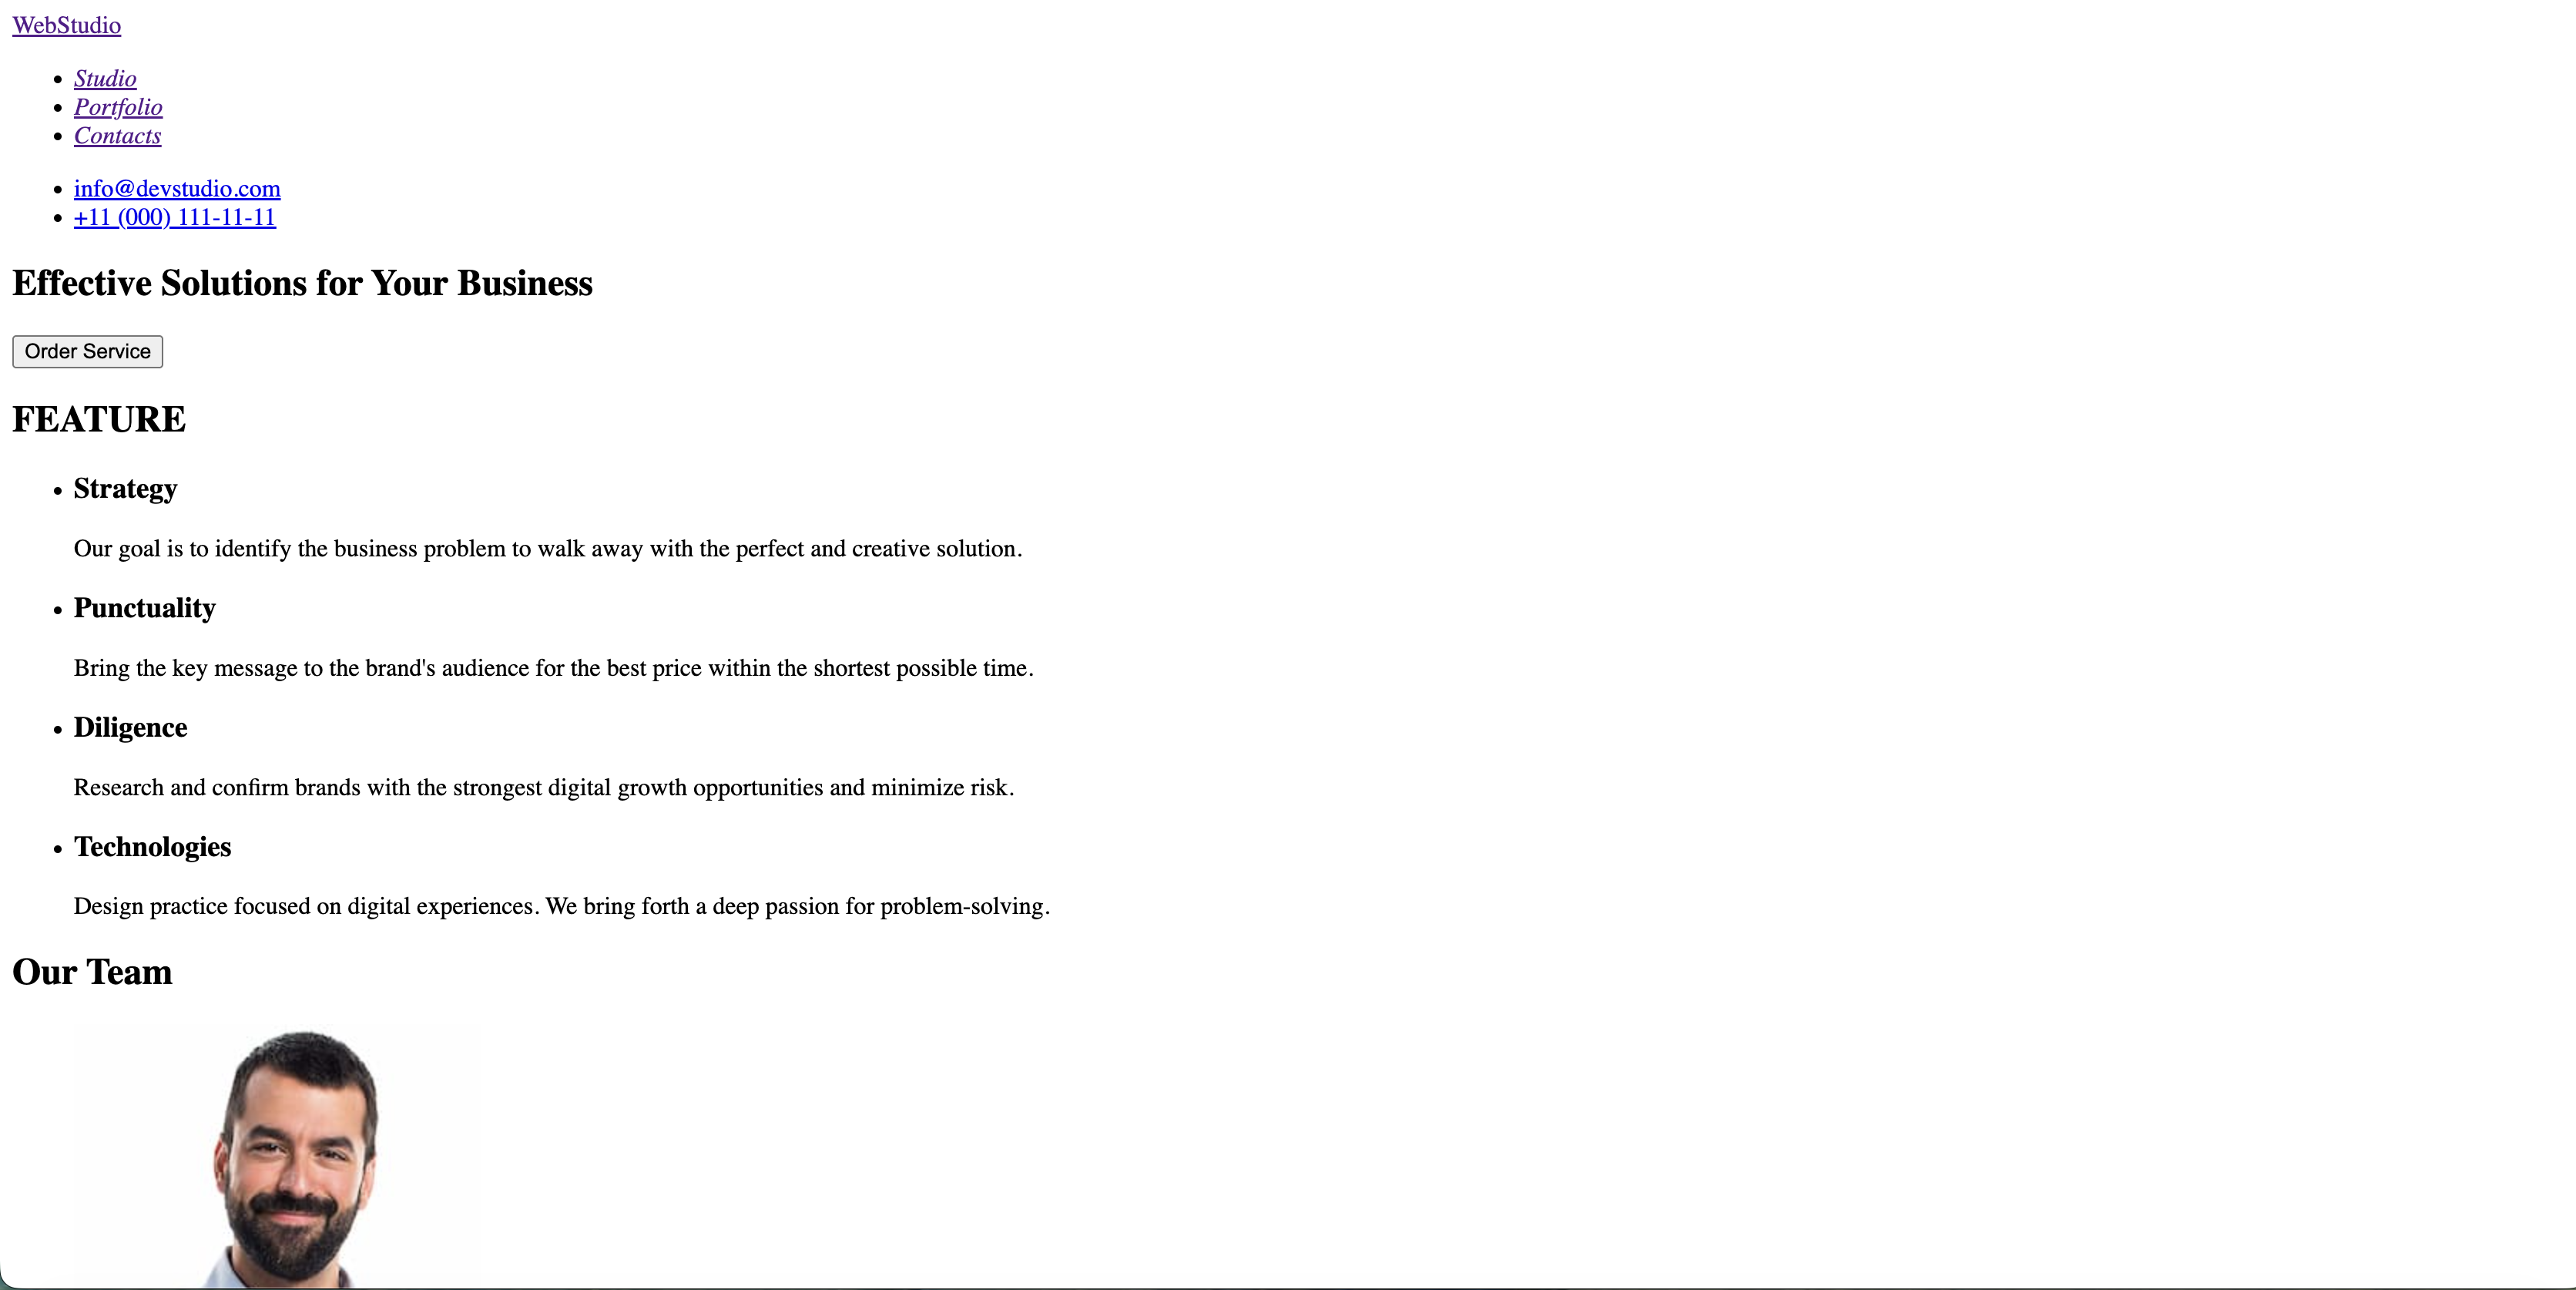 WebStudio
Studio
Portfolio
Contacts
info@devstudio.com
+11 (000) 111-11-11
Effective Solutions for Your Business
Order Service
FEATURE
Strategy
Our goal is to identify the business problem to walk away with the perfect and creative solution.
Punctuality
Bring the key message to the brand's audience for the best price within the shortest possible time.
Diligence
Research and confirm brands with the strongest digital growth opportunities and minimize risk.
Technologies
Design practice focused on digital experiences. We bring forth a deep passion for problem-solving.
Our Team